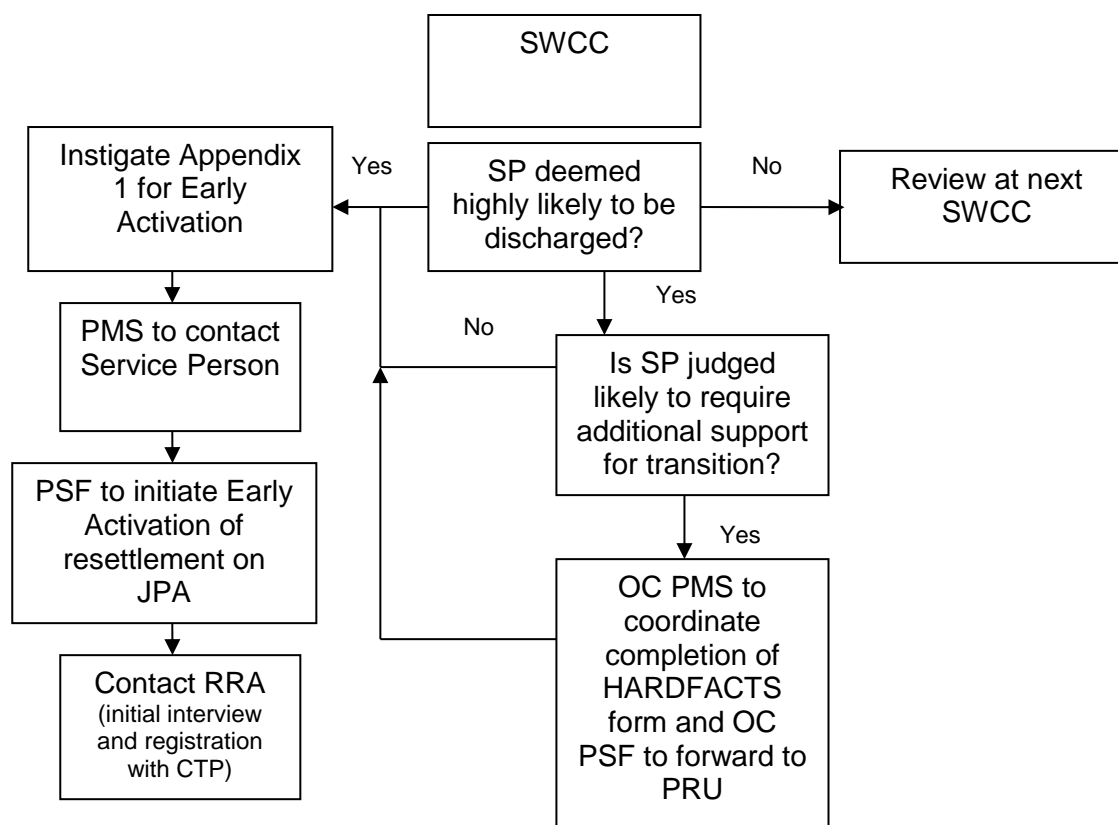 SWCC
Instigate Appendix
1 for Early
Activation
Yes
SP deemed
highly likely to be
discharged?
No
Review at next
SWCC
Yes
PMS to contact
Service Person
No
Is SP judged
likely to require
additional support
for transition?
PSF to initiate Early
Activation of
resettlement on
JPA
Yes
OC PMS to
coordinate
completion of
HARDFACTS
form and OC
PSF to forward to
PRU
Contact RRA
(initial interview
and registration
with CTP)